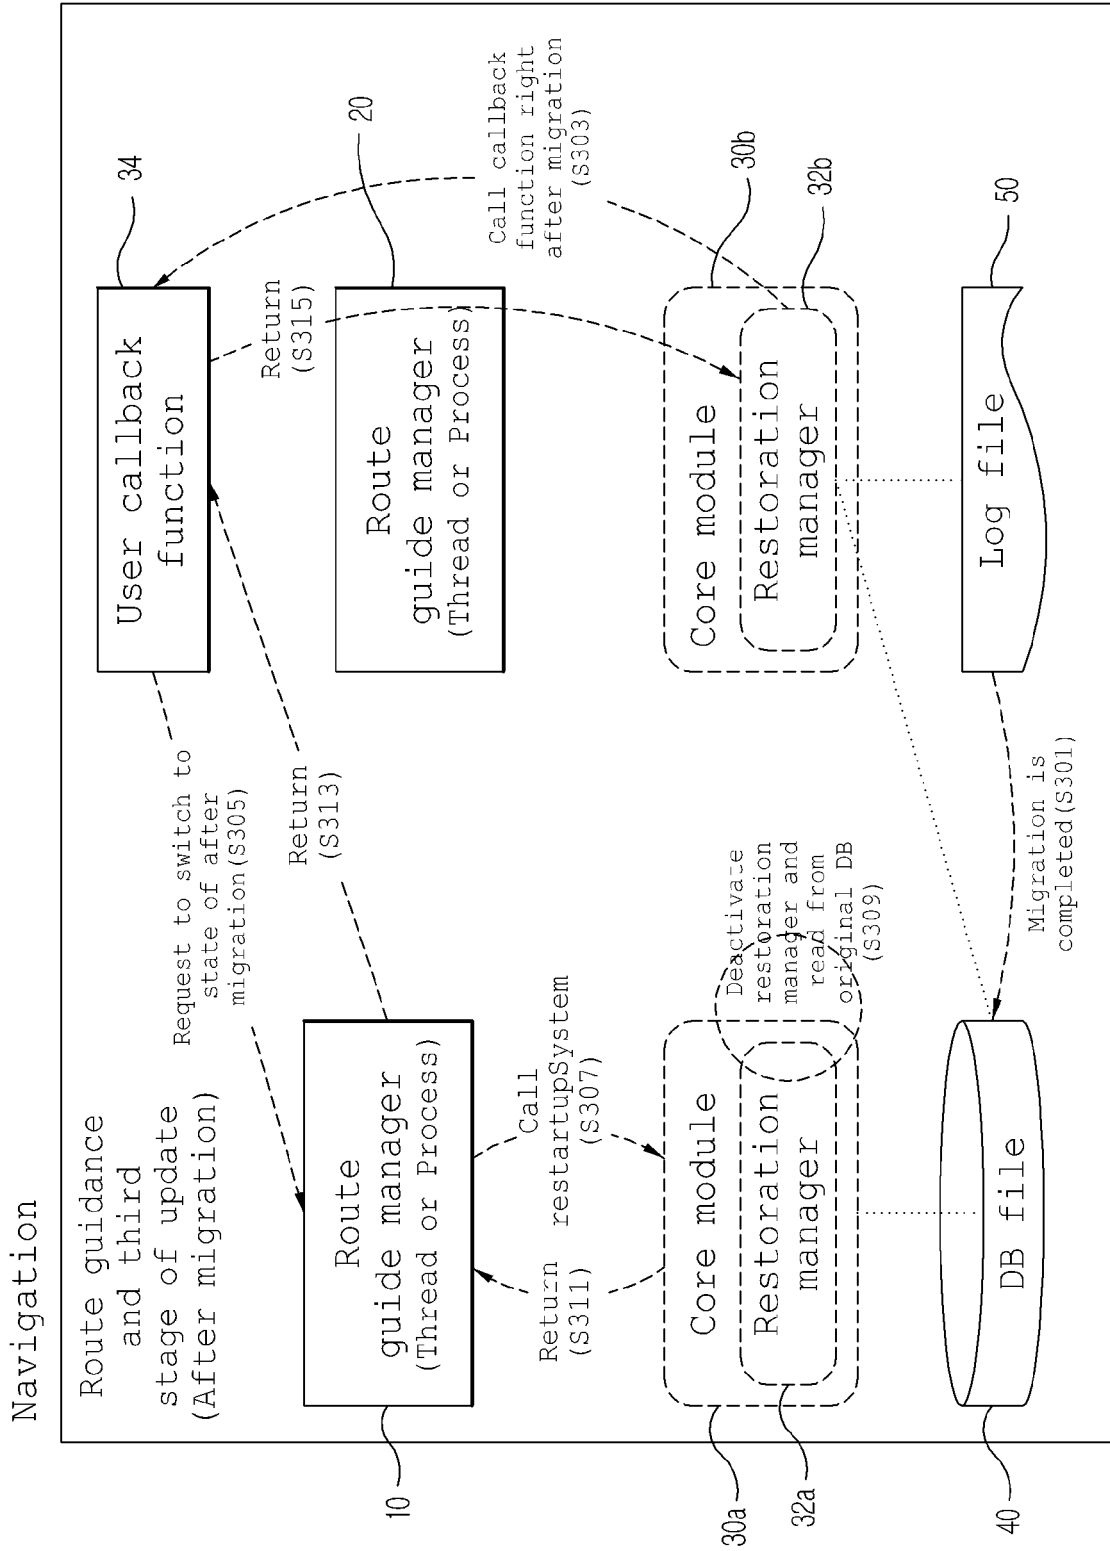 Navigation
Route guidance
and third
stage of update
(After migration)
Request to switch to
state of after
migration(S305)
User callback
function
34
Return
(S313)
Return
(S315)
Call callback
function right
after migration
(S303)
10
Route
guide manager
(Thread or Process)
Route
guide manager
(Thread or Process)
20
Return
(S311)
Call
restartupSystem
(S307)
Deactivate
restoration
manager and
read from
original DB
(S309)
30a
32a
Core module
Restoration
manager
Core module
Restoration
manager
30b
32b
40
DB file
Migration is
completed(S301)
Log file
50